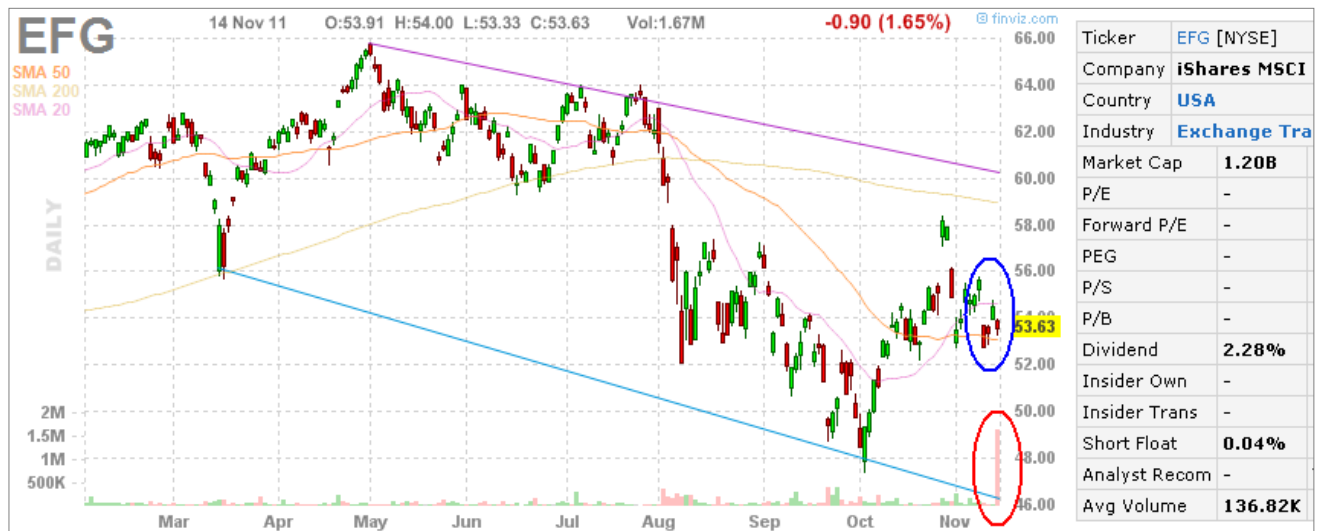 EFG
14 Nov 11 O:53.91 H:54.00 L:53.33 C:53.63 Vol:1.67M -0.90 (1.65%) © finviz.com
SMA 50
SMA 200
SMA 20
DAILY
66.00
64.00
62.00
60.00
58.00
56.00
54.00
53.63
52.00
50.00
48.00
46.00
2M
1.5M
1M
500K
Mar Apr May Jun Jul Aug Sep Oct Nov
Ticker EFG [NYSE]
Company iShares MSCI
Country USA
Industry Exchange Tra
Market Cap 1.20B
P/E -
Forward P/E -
PEG -
P/S -
P/B -
Dividend 2.28%
Insider Own -
Insider Trans -
Short Float 0.04%
Analyst Recom -
Avg Volume 136.82K